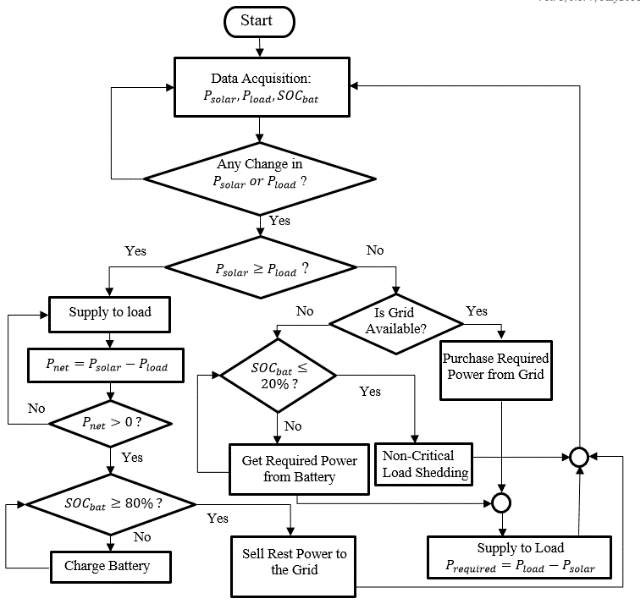 Start
Data Acquisition:
P_solar, P_load, SOC_bat
Any Change in
P_solar or P_load ?
Yes
P_solar ≥ P_load ?
Yes
No
Supply to load
P_net = P_solar − P_load
No
P_net > 0 ?
Yes
SOC_bat ≥ 80% ?
Yes
No
Charge Battery
Sell Rest Power to
the Grid
Is Grid
Available?
No
Yes
SOC_bat ≤
20% ?
Yes
No
Get Required Power
from Battery
Non-Critical
Load Shedding
Purchase Required
Power from Grid
Supply to Load
P_required = P_load − P_solar